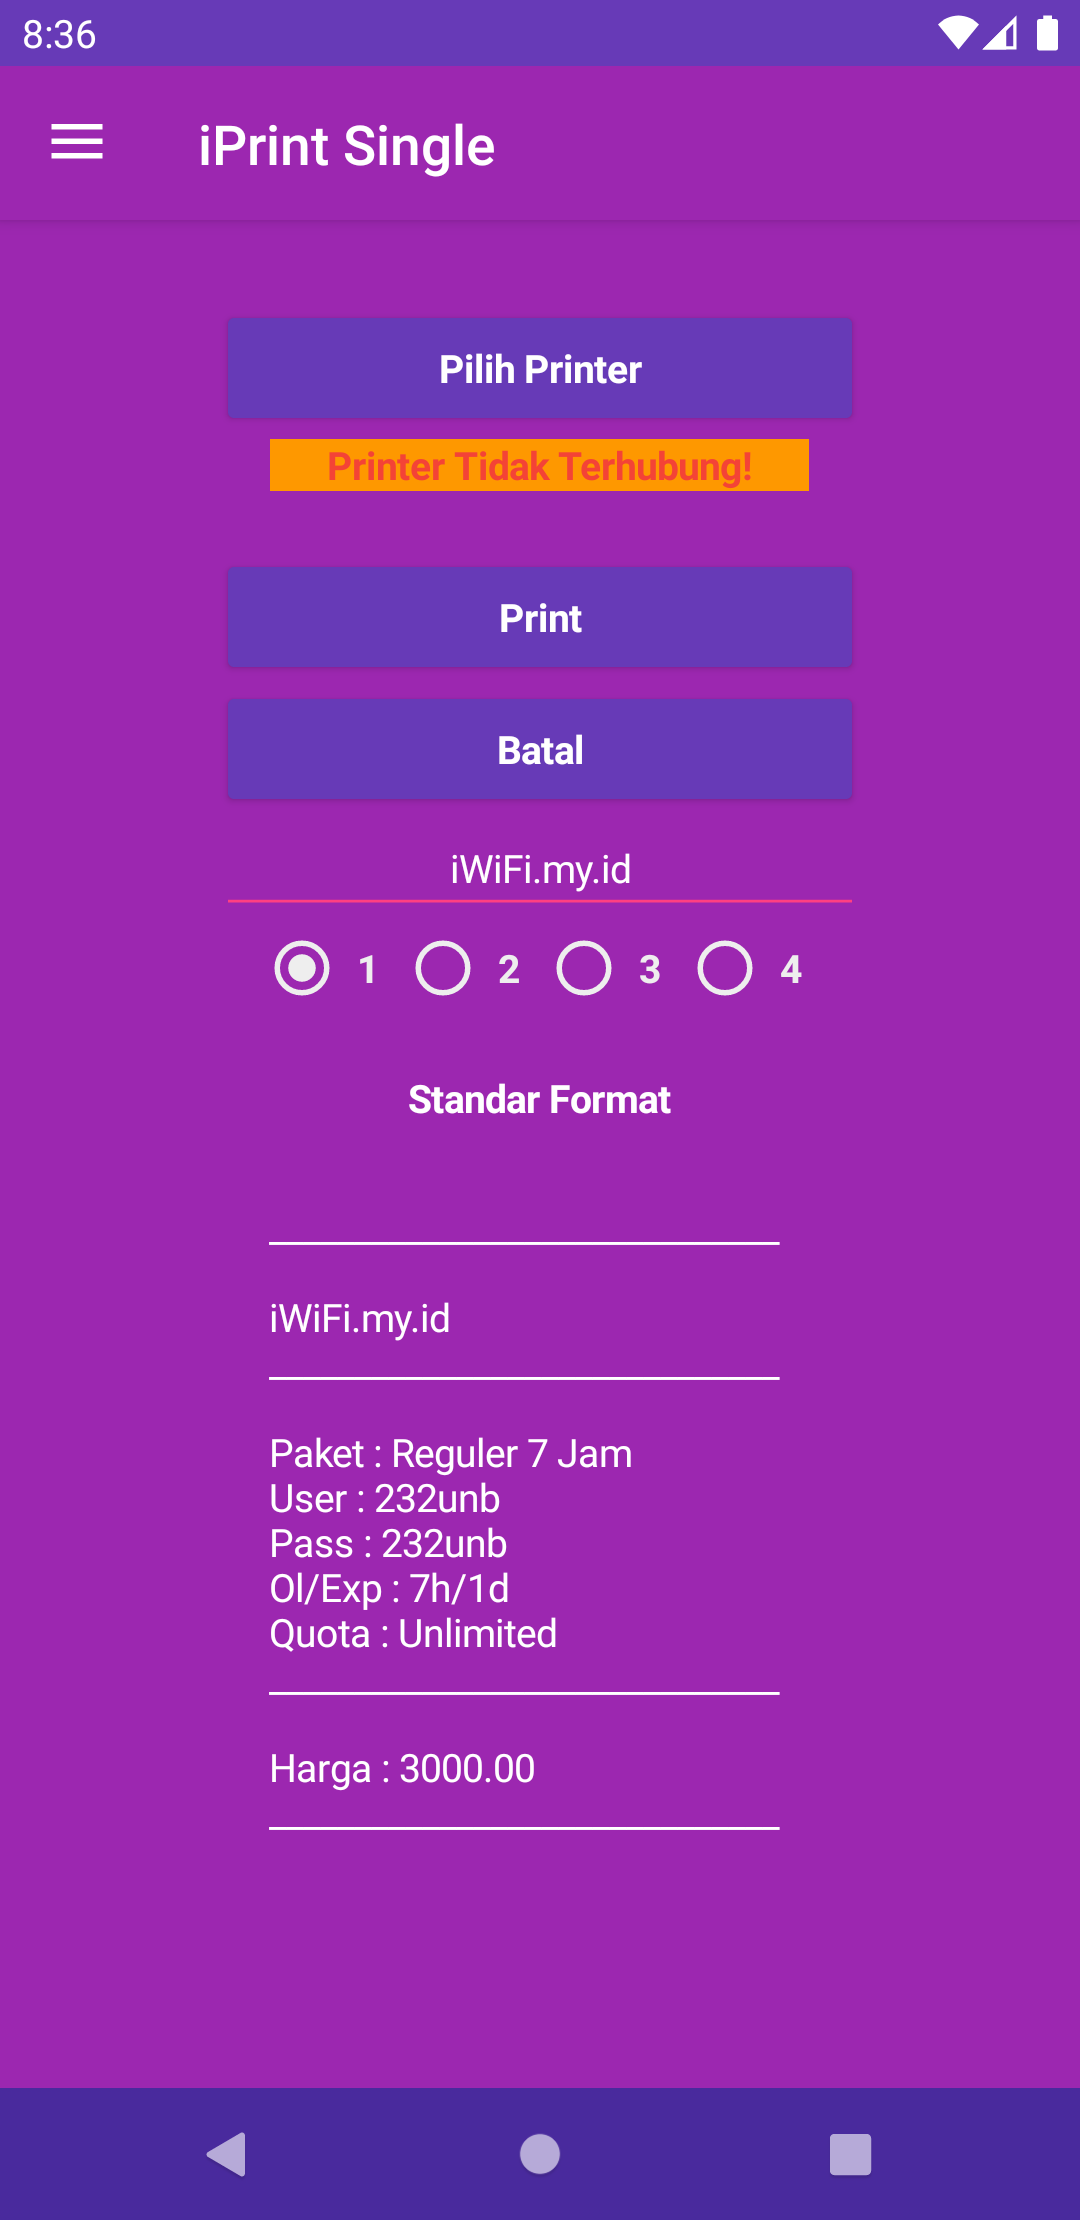 8:36
iPrint Single
Pilih Printer
Printer Tidak Terhubung!
Print
Batal
iWiFi.my.id
1 2 3 4
Standar Format
iWiFi.my.id
Paket : Reguler 7 Jam
User : 232unb
Pass : 232unb
Ol/Exp : 7h/1d
Quota : Unlimited
Harga : 3000.00